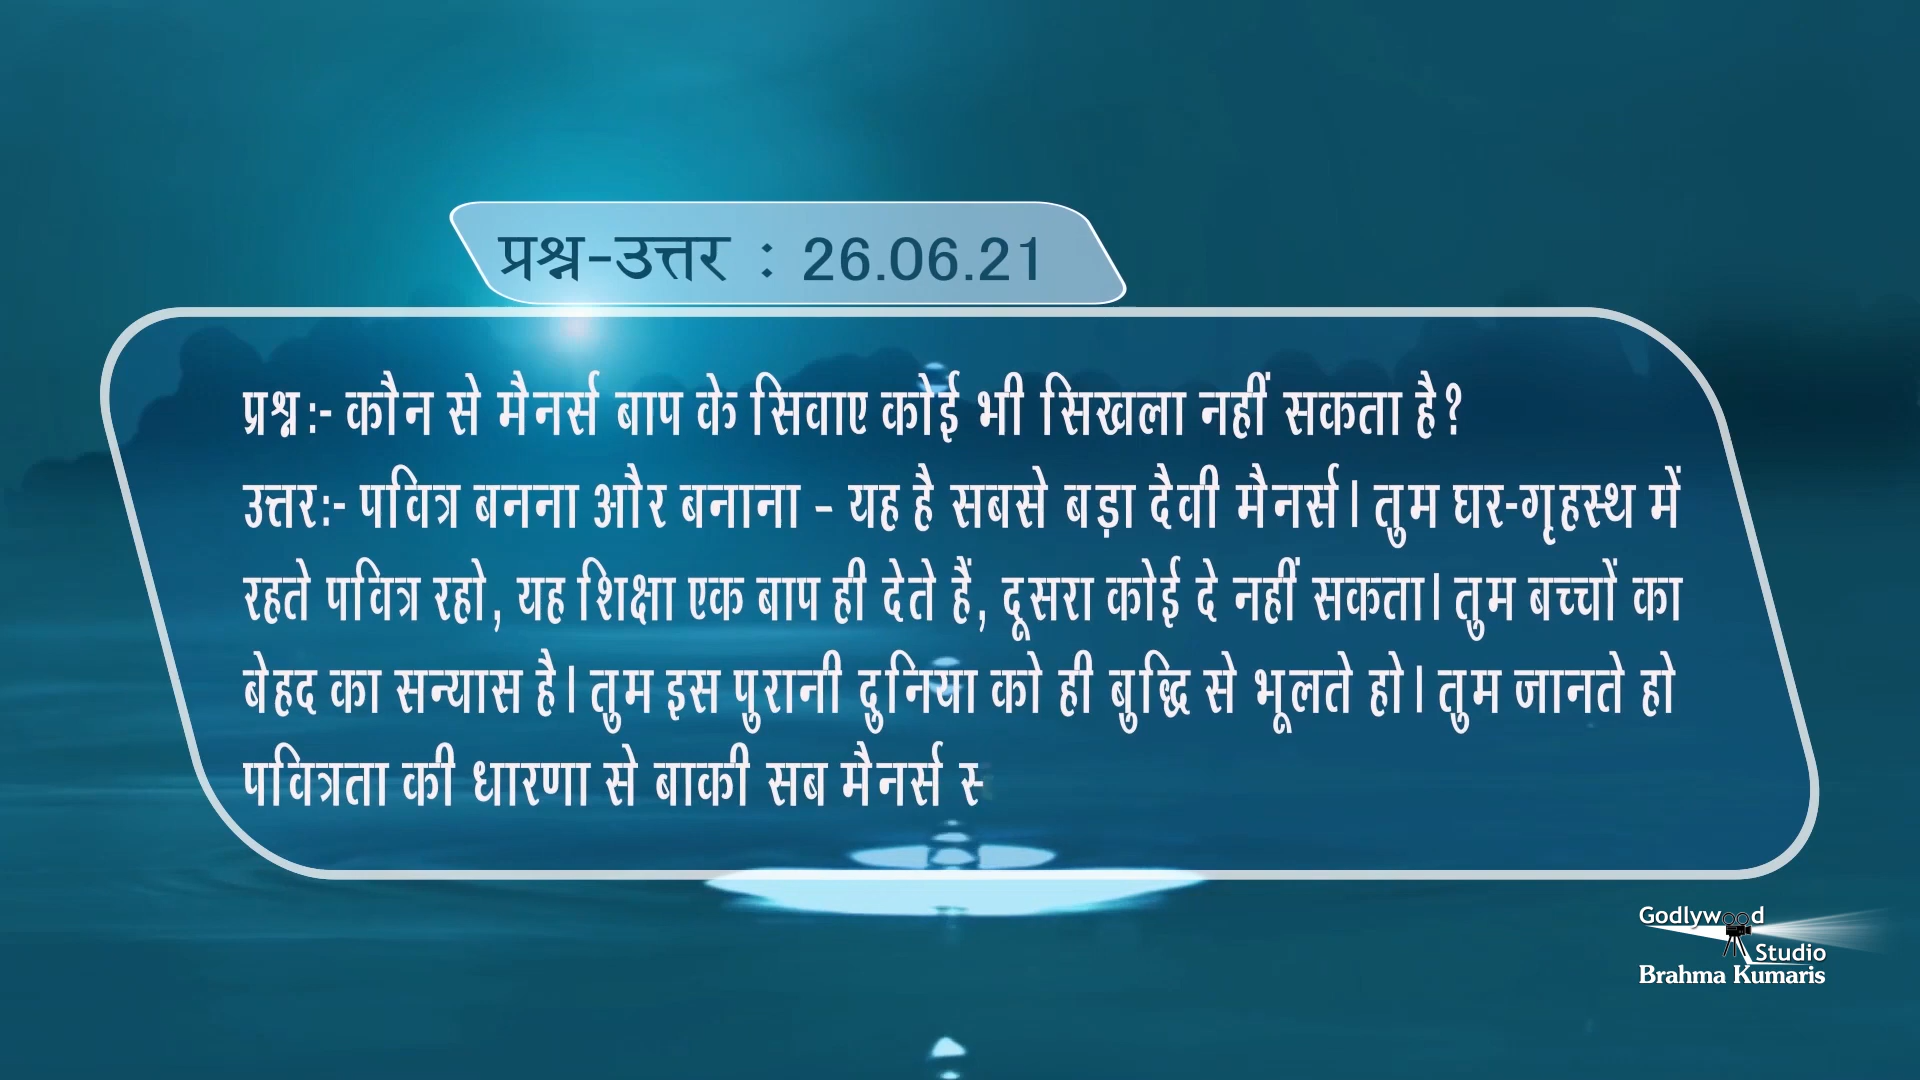 प्रश्न-उत्तर : 26.06.21
प्रश्न:- कौन से मैनर्स बाप के सिवाए कोई भी सिखला नहीं सकता है?
उत्तर:- पवित्र बनना और बनाना – यह है सबसे बड़ा दैवी मैनर्स। तुम घर-गृहस्थ में
रहते पवित्र रहो, यह शिक्षा एक बाप ही देते हैं, दूसरा कोई दे नहीं सकता। तुम बच्चों का
बेहद का सन्यास है। तुम इस पुरानी दुनिया को ही बुद्धि से भूलते हो। तुम जानते हो
पवित्रता की धारणा से बाकी सब मैनर्स
Godlywood
Studio
Brahma Kumaris